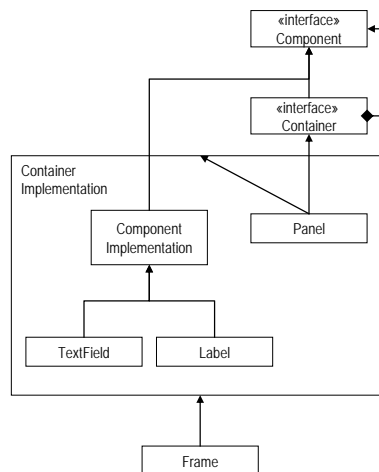 «interface»
Component
«interface»
Container
Container
Implementation
Component
Implementation
Panel
TextField
Label
Frame